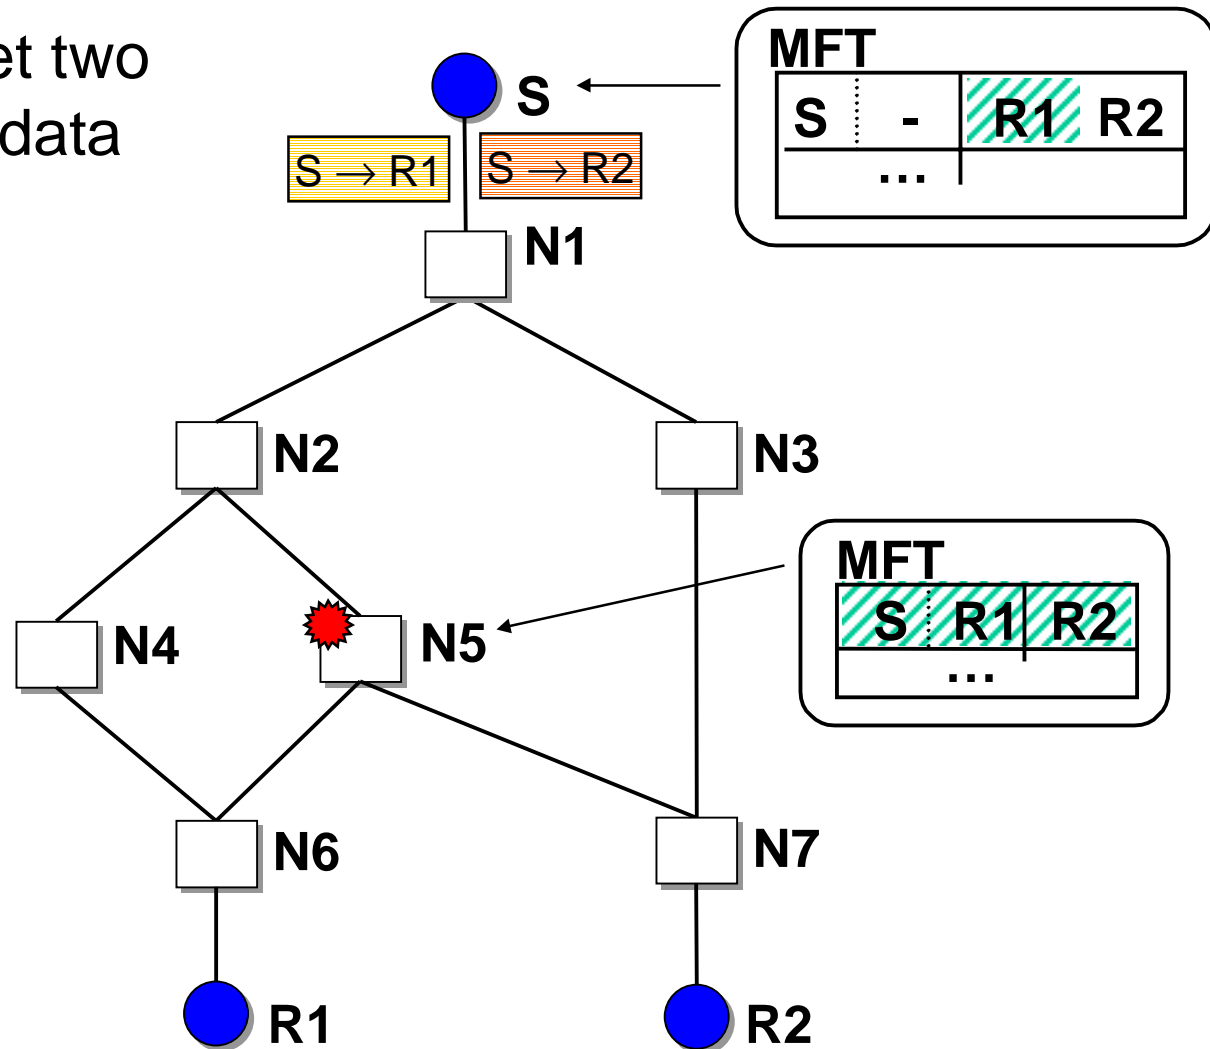 et two
data
MFT
S - R1 R2
...
S
S → R1
S → R2
N1
N2
N3
MFT
S R1 R2
...
N4
N5
N6
N7
R1
R2